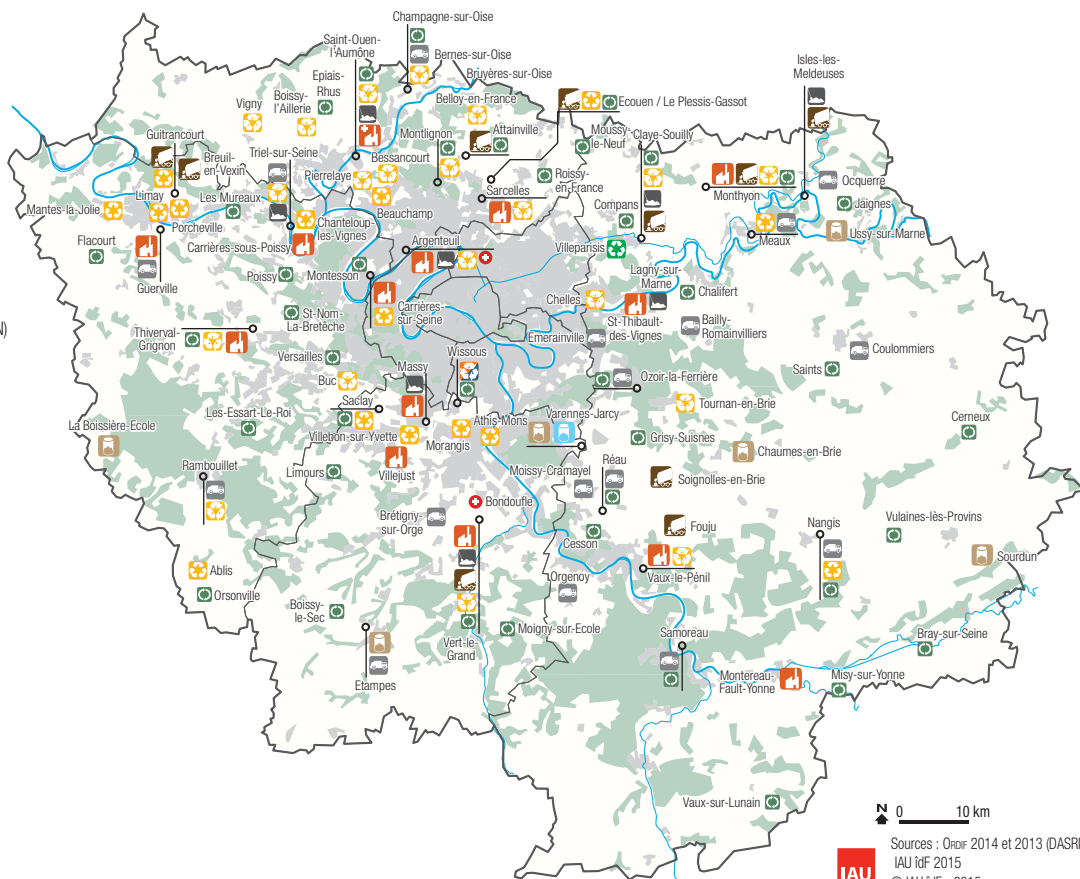 Champagne-sur-Oise
Saint-Ouen-
l'Aumône
Bernes-sur-Oise
Bruyères-sur-Oise
Isles-les-
Meldeuses
Epiais-
Rhus
Boissy-
l'Aillerie
Vigny
Belloy-en-France
Ecouen / Le Plessis-Gassot
Guitrancourt
Montlignon
Attainville
Moussy-
le-Neuf
Claye-Souilly
Breuil-
en-Vexin
Triel-sur-Seine
Bessancourt
Pierrelaye
Roissy-
en-France
Ocquerre
Limay
Les Mureaux
Sarcelles
Monthyon
Jaignes
Mantes-la-Jolie
Beauchamp
Compans
Porcheville
Chanteloup-
les-Vignes
Ussy-sur-Marne
Flacourt
Carrières-sous-Poissy
Argenteuil
Villeparisis
Meaux
Guerville
Poissy
Montesson
Lagny-sur-
Marne
Chalifert
N)
St-Nom-
La-Bretèche
Carrières-
sur-Seine
Chelles
Thiverval-
Grignon
Emerainville
St-Thibault-
des-Vignes
Bailly-
Romainvilliers
Versailles
Wissous
Coulommiers
Massy
Buc
Ozoir-la-Ferrière
Saints
Saclay
Tournan-en-Brie
Les-Essart-Le-Roi
Athis-Mons
Varennes-Jarcy
Cerneux
La Boissière-Ecole
Villebon-sur-Yvette
Morangis
Grisy-Suisnes
Chaumes-en-Brie
Rambouillet
Limours
Villejust
Moissy-Cramayel
Réau
Soignolles-en-Brie
Bondoufle
Brétigny-
sur-Orge
Fouju
Nangis
Vulaines-lès-Provins
Cesson
Sourdun
Ablis
Orgenoy
Vaux-le-Pénil
Orsonville
Boissy-
le-Sec
Moigny-sur-Ecole
Vert-le-
Grand
Samoreau
Bray-sur-Seine
Etampes
Montereau-
Fault-Yonne
Misy-sur-Yonne
Vaux-sur-Lunain
N 0 10 km
Sources : ORDIF 2014 et 2013 (DASRI
IAU îdF 2015
IAU